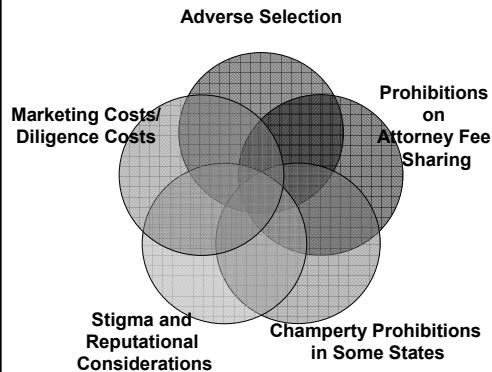 Adverse Selection
Prohibitions
on
Attorney Fee
Sharing
Marketing Costs/
Diligence Costs
Stigma and
Reputational
Considerations
Champerty Prohibitions
in Some States